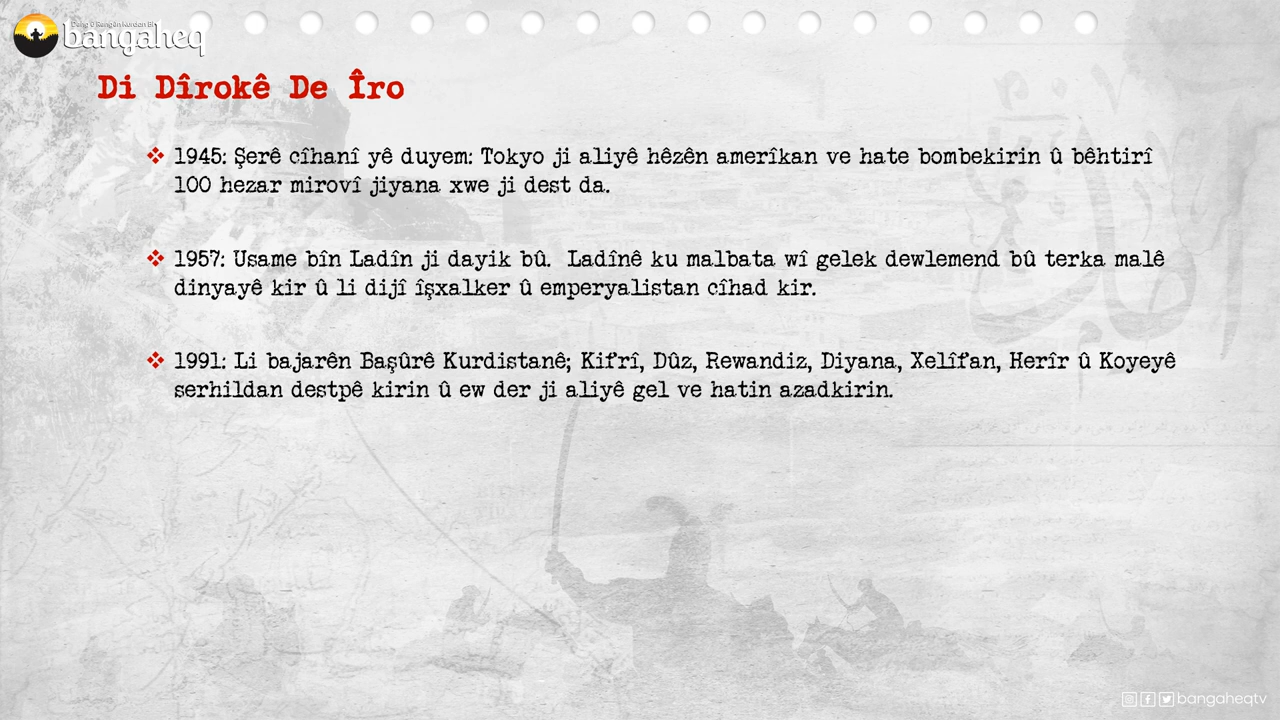 bangaheq
Di Dîrokê De Îro
1945: Şerê cîhanî yê duyem: Tokyo ji aliyê hêzên amerîkan ve hate bombekirin û bêhtirî
100 hezar mirovî jiyana xwe ji dest da.
1957: Usame bîn Ladîn ji dayik bû. Ladînê ku malbata wî gelek dewlemend bû terka malê
dinyayê kir û li dijî îşxalker û emperyalistan cîhad kir.
1991: Li bajarên Başûrê Kurdistanê; Kifrî, Dûz, Rewandiz, Diyana, Xelîfan, Herîr û Koyeyê
serhildan destpê kirin û ew der ji aliyê gel ve hatin azadkirin.
bangaheqtv